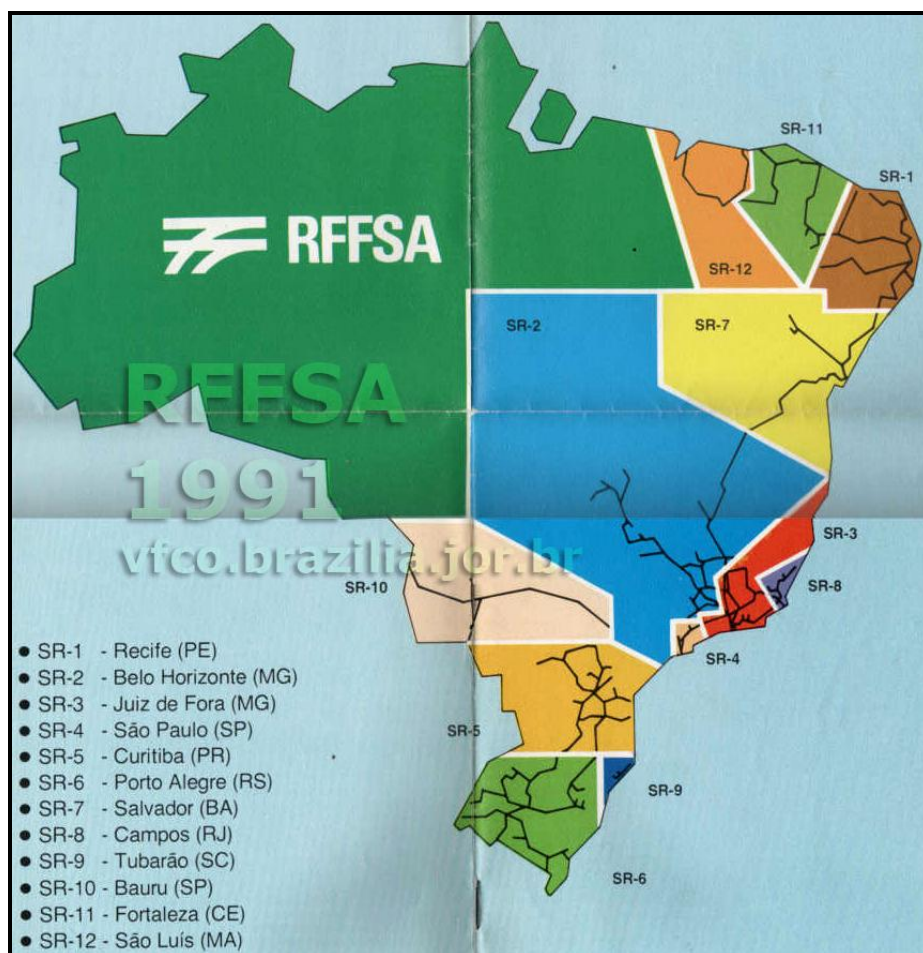 SR-11
SR-1
RFFSA
SR-12
SR-2
SR-7
RFFSA
1991
vfco.brazilia.jor.br
SR-3
SR-10
SR-8
SR-4
SR-5
SR-9
SR-6
● SR-1 - Recife (PE)
● SR-2 - Belo Horizonte (MG)
● SR-3 - Juiz de Fora (MG)
● SR-4 - São Paulo (SP)
● SR-5 - Curitiba (PR)
● SR-6 - Porto Alegre (RS)
● SR-7 - Salvador (BA)
● SR-8 - Campos (RJ)
● SR-9 - Tubarão (SC)
● SR-10 - Bauru (SP)
● SR-11 - Fortaleza (CE)
● SR-12 - São Luís (MA)